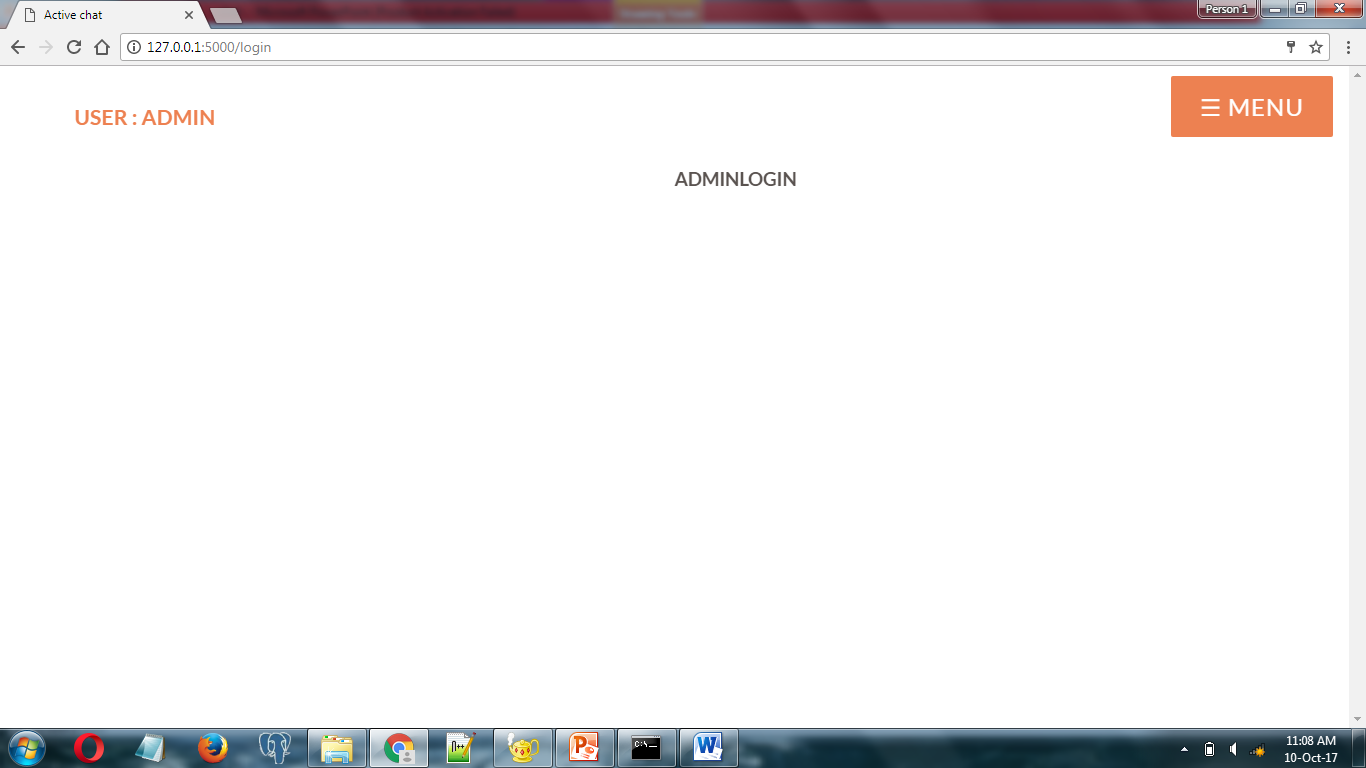 Active chat
Person 1
127.0.0.1:5000/login
USER : ADMIN
☰ MENU
ADMINLOGIN
11:08 AM
10-Oct-17